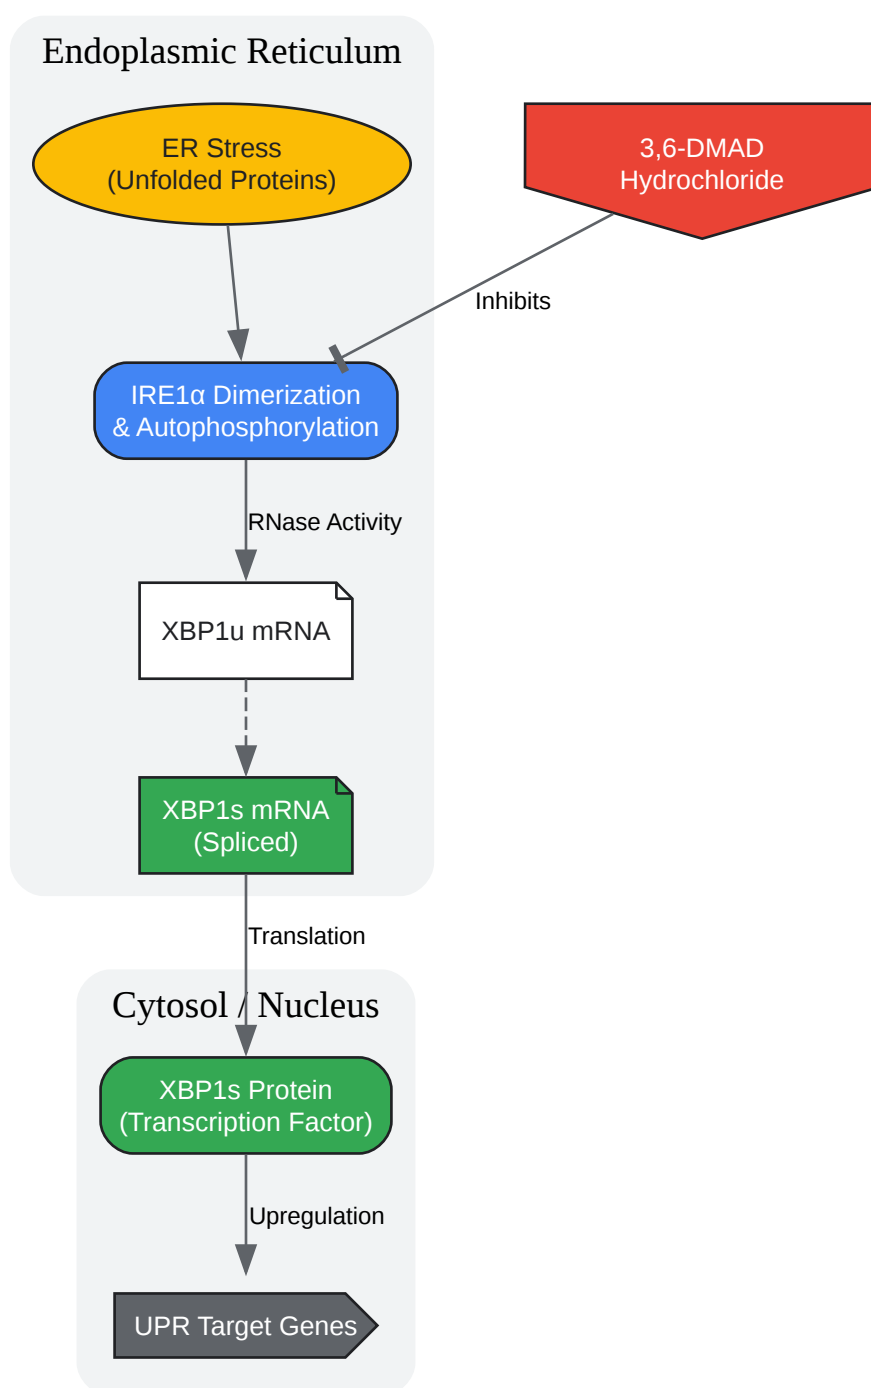 Endoplasmic Reticulum
ER Stress
(Unfolded Proteins)
3,6-DMAD
Hydrochloride
Inhibits
IRE1α Dimerization
& Autophosphorylation
RNase Activity
XBP1u mRNA
XBP1s mRNA
(Spliced)
Translation
Cytosol / Nucleus
XBP1s Protein
(Transcription Factor)
Upregulation
UPR Target Genes